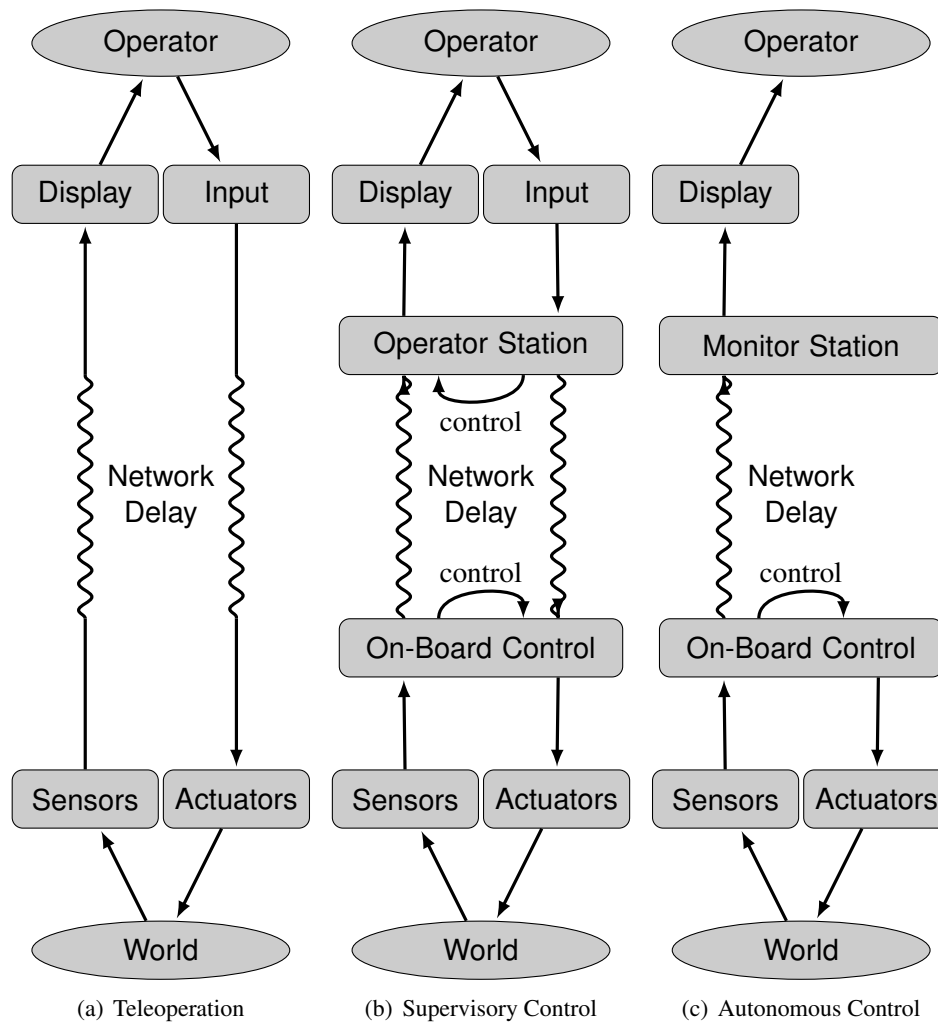 Operator
Display
Input
Network
Delay
Sensors
Actuators
World
(a) Teleoperation
Operator
Display
Input
Operator Station
control
Network
Delay
control
On-Board Control
Sensors
Actuators
World
(b) Supervisory Control
Operator
Display
Monitor Station
Network
Delay
control
On-Board Control
Sensors
Actuators
World
(c) Autonomous Control